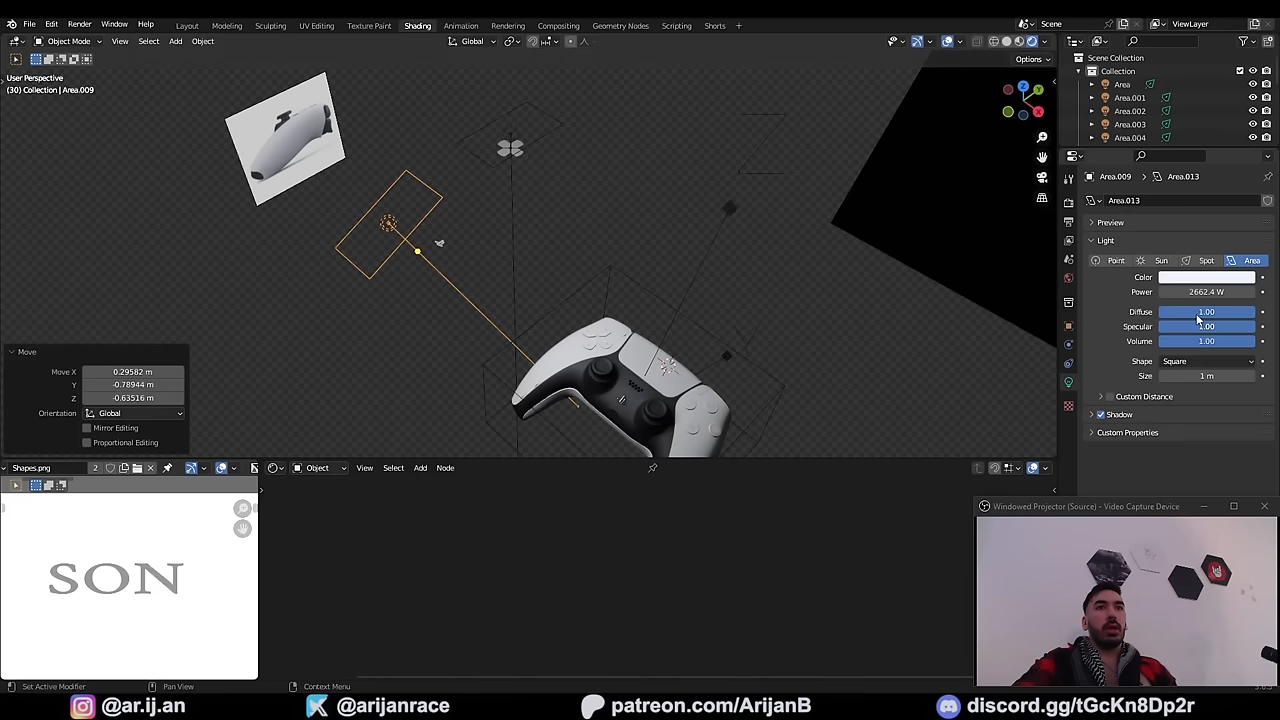 File Edit Render Window Help Layout Modeling Sculpting UV Editing Texture Paint Shading Animation Rendering Compositing Geometry Nodes Scripting Shorts + Scene ViewLayer
Object Mode View Select Add Object Global
Options
User Perspective
(30) Collection | Area.009
Scene Collection
Collection
Area
Area.001
Area.002
Area.003
Area.004
Area.009 > Area.013
Area.013
Preview
Light
Point Sun Spot Area
Color
Power 2662.4 W
Diffuse 1.00
Specular 1.00
Volume 1.00
Shape Square
Size 1 m
Custom Distance
Shadow
Custom Properties
Move
Move X 0.29582 m
Y -0.78944 m
Z -0.63516 m
Orientation Global
Mirror Editing
Proportional Editing
Shapes.png 2 Object View Select Add Node
SON
Windowed Projector (Source) - Video Capture Device
Set Active Modifier Pan View Context Menu
@ar.ij.an @arijanrace patreon.com/ArijanB discord.gg/tGcKn8Dp2r